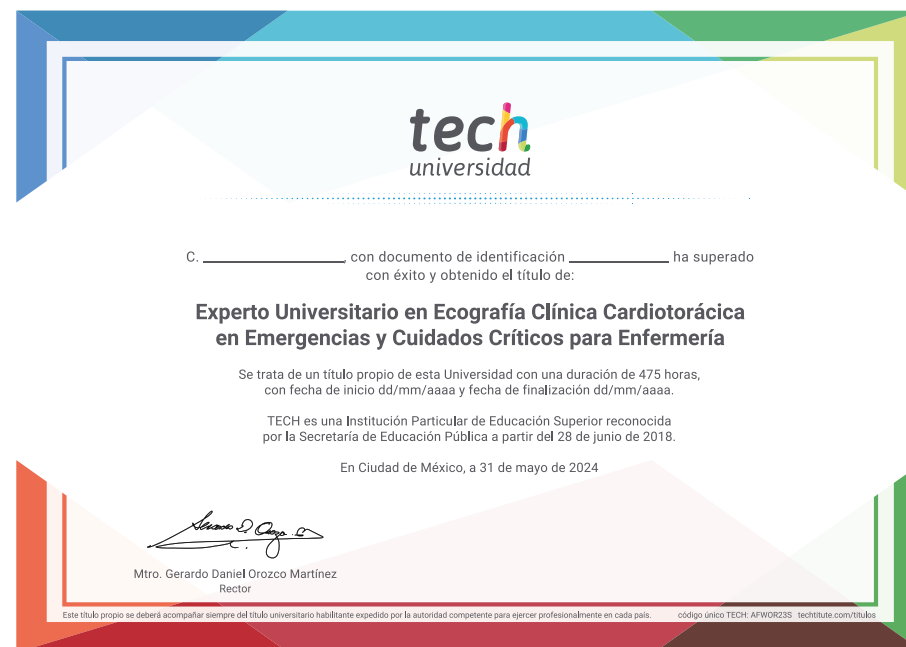 tech
universidad
C. ____________________, con documento de identificación ______________ ha superado
con éxito y obtenido el título de:
Experto Universitario en Ecografía Clínica Cardiotorácica
en Emergencias y Cuidados Críticos para Enfermería
Se trata de un título propio de esta Universidad con una duración de 475 horas,
con fecha de inicio dd/mm/aaaa y fecha de finalización dd/mm/aaaa.
TECH es una Institución Particular de Educación Superior reconocida
por la Secretaría de Educación Pública a partir del 28 de junio de 2018.
En Ciudad de México, a 31 de mayo de 2024
Mtro. Gerardo Daniel Orozco Martínez
Rector
Este título propio se deberá acompañar siempre del título universitario habilitante expedido por la autoridad competente para ejercer profesionalmente en cada país. código único TECH: AFWOR23S techtitute.com/titulos